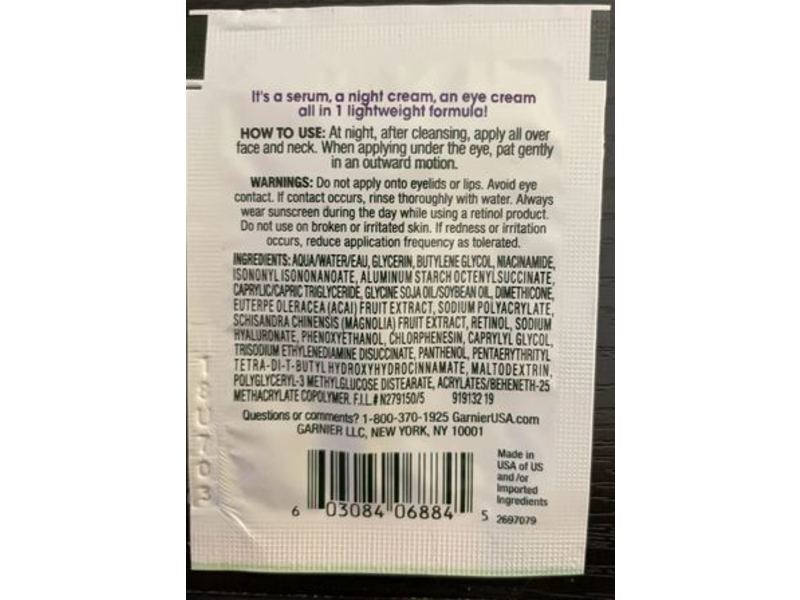 It's a serum, a night cream, an eye cream
all in 1 lightweight formula!
HOW TO USE: At night, after cleansing, apply all over
face and neck. When applying under the eye, pat gently
in an outward motion.
WARNINGS: Do not apply onto eyelids or lips. Avoid eye
contact. If contact occurs, rinse thoroughly with water. Always
wear sunscreen during the day while using a retinol product.
Do not use on broken or irritated skin. If redness or irritation
occurs, reduce application frequency as tolerated.
INGREDIENTS: AQUA/WATER/EAU, GLYCERIN, BUTYLENE GLYCOL, NIACINAMIDE,
ISONONYL ISONONANOATE, ALUMINUM STARCH OCTENYLSUCCINATE,
CAPRYLIC/CAPRIC TRIGLYCERIDE, GLYCINE SOJA OIL/SOYBEAN OIL, DIMETHICONE,
EUTERPE OLERACEA (ACAI) FRUIT EXTRACT, SODIUM POLYACRYLATE,
SCHISANDRA CHINENSIS (MAGNOLIA) FRUIT EXTRACT, RETINOL, SODIUM
HYALURONATE, PHENOXYETHANOL, CHLORPHENESIN, CAPRYLYL GLYCOL,
TRISODIUM ETHYLENEDIAMINE DISUCCINATE, PANTHENOL, PENTAERYTHRITYL
TETRA-DI-T-BUTYL HYDROXYHYDROCINNAMATE, MALTODEXTRIN,
POLYGLYCERYL-3 METHYLGLUCOSE DISTEARATE, ACRYLATES/BEHENETH-25
METHACRYLATE COPOLYMER. F.I.L.# N279150/5 919132 19
Questions or comments? 1-800-370-1925 GarnierUSA.com
GARNIER LLC, NEW YORK, NY 10001
Made in
USA of US
and/or
Imported
Ingredients
6 03084 06884 5
2697079